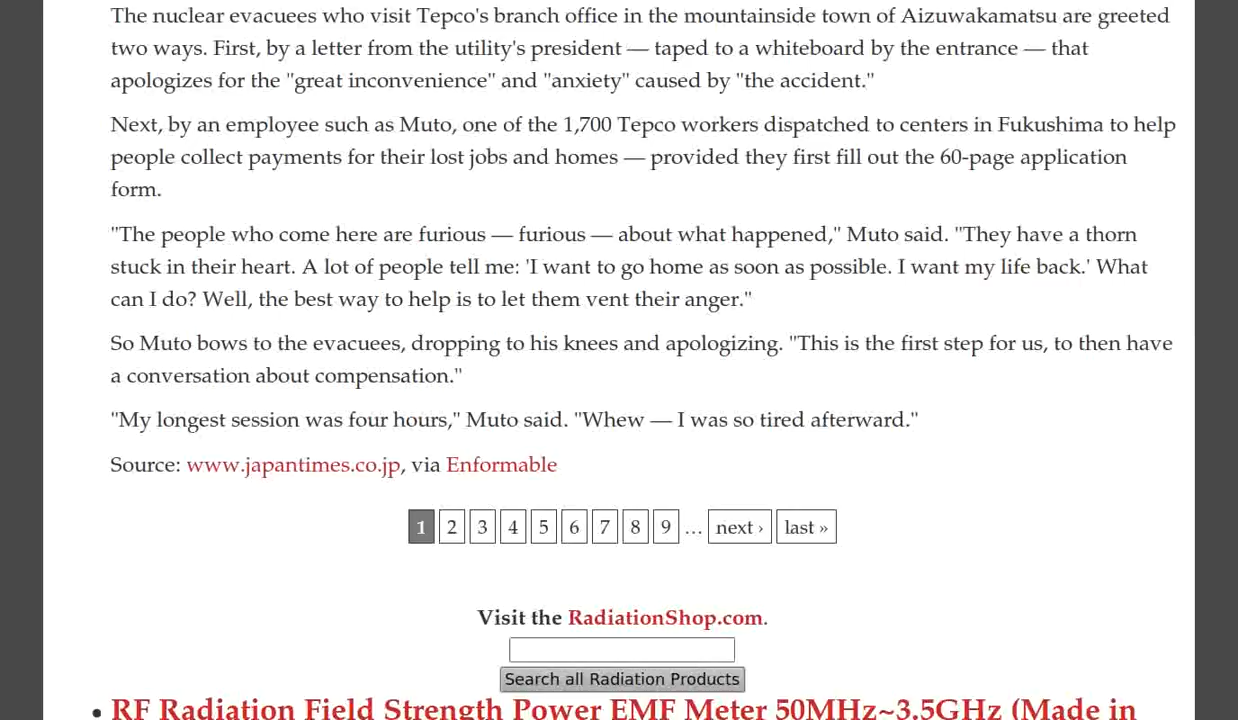 The nuclear evacuees who visit Tepco's branch office in the mountainside town of Aizuwakamatsu are greeted
two ways. First, by a letter from the utility's president — taped to a whiteboard by the entrance — that
apologizes for the "great inconvenience" and "anxiety" caused by "the accident."
Next, by an employee such as Muto, one of the 1,700 Tepco workers dispatched to centers in Fukushima to help
people collect payments for their lost jobs and homes — provided they first fill out the 60-page application
form.
"The people who come here are furious — furious — about what happened," Muto said. "They have a thorn
stuck in their heart. A lot of people tell me: 'I want to go home as soon as possible. I want my life back.' What
can I do? Well, the best way to help is to let them vent their anger."
So Muto bows to the evacuees, dropping to his knees and apologizing. "This is the first step for us, to then have
a conversation about compensation."
"My longest session was four hours," Muto said. "Whew — I was so tired afterward."
Source: www.japantimes.co.jp, via Enformable
1 2 3 4 5 6 7 8 9 … next › last »
Visit the RadiationShop.com.
Search all Radiation Products
• RF Radiation Field Strength Power EMF Meter 50MHz~3.5GHz (Made in